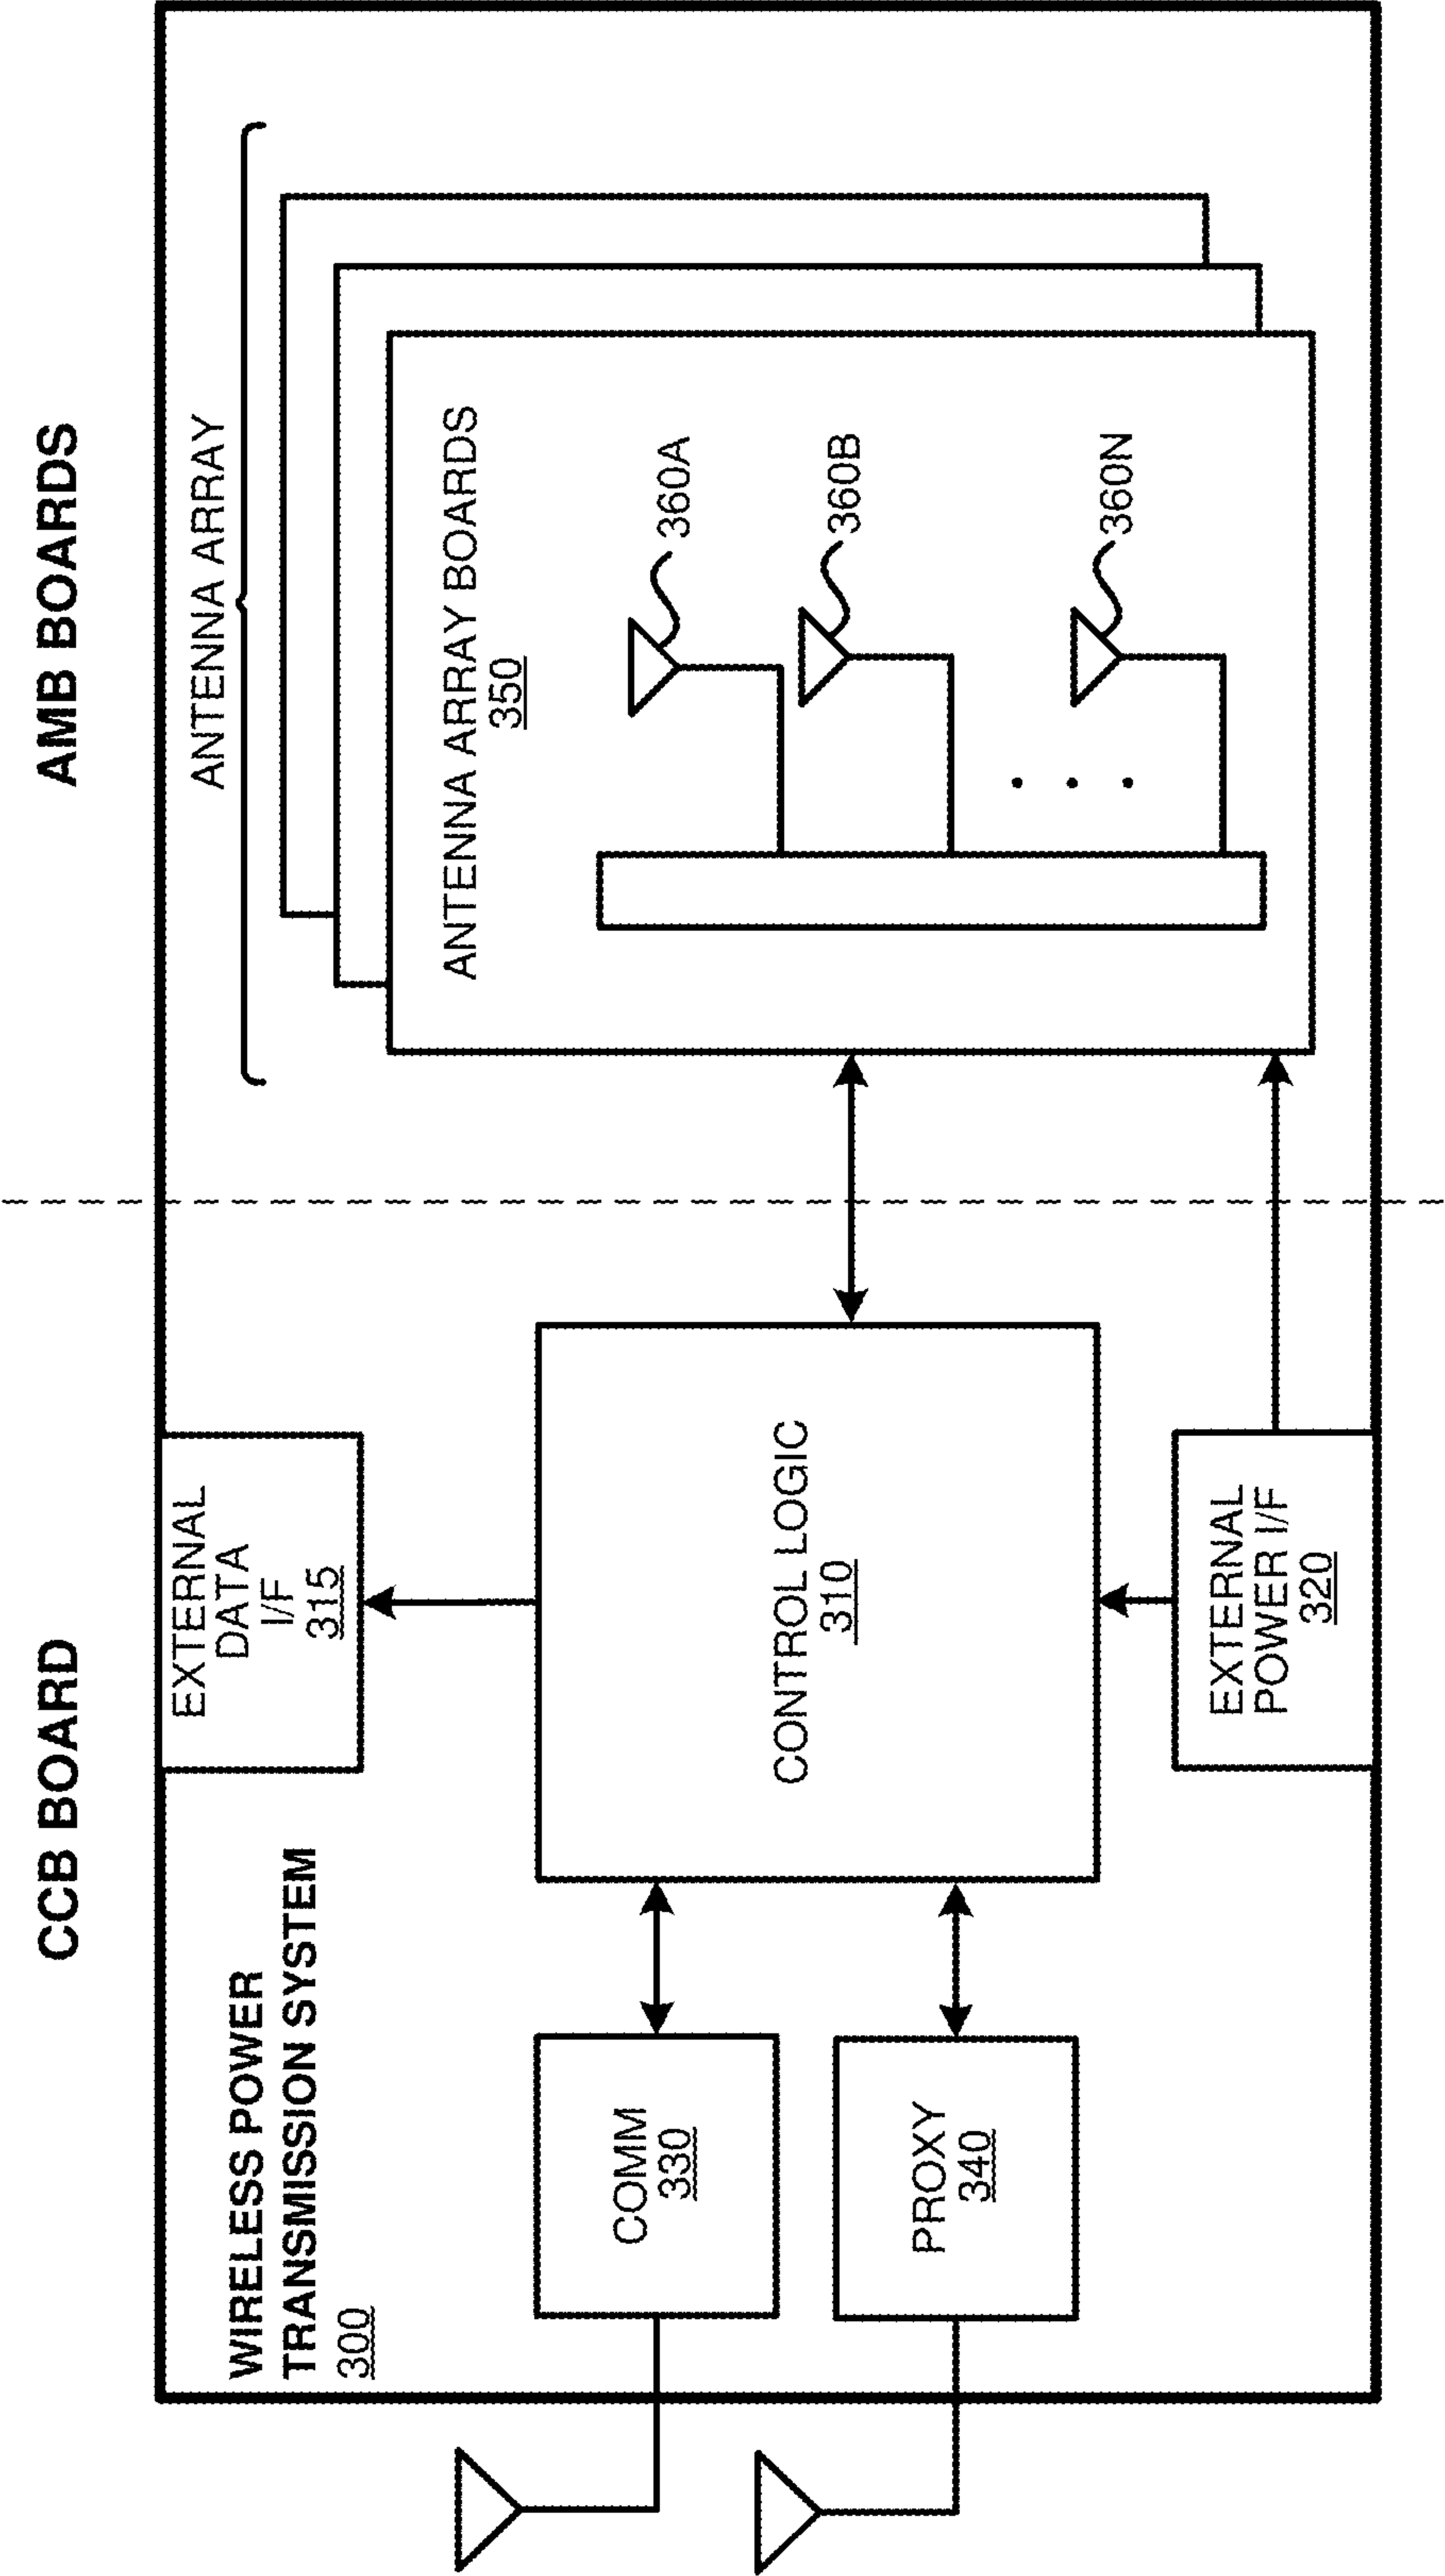 CCB BOARD
AMB BOARDS
WIRELESS POWER
TRANSMISSION SYSTEM
300
EXTERNAL
DATA
I/F
315
ANTENNA ARRAY
COMM
330
PROXY
340
CONTROL LOGIC
310
EXTERNAL
POWER I/F
320
ANTENNA ARRAY BOARDS
350
360A
360B
360N